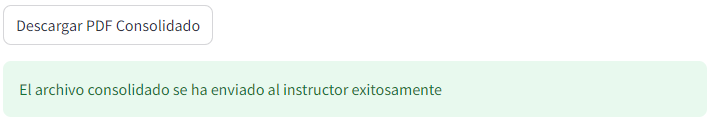 Descargar PDF Consolidado
El archivo consolidado se ha enviado al instructor exitosamente